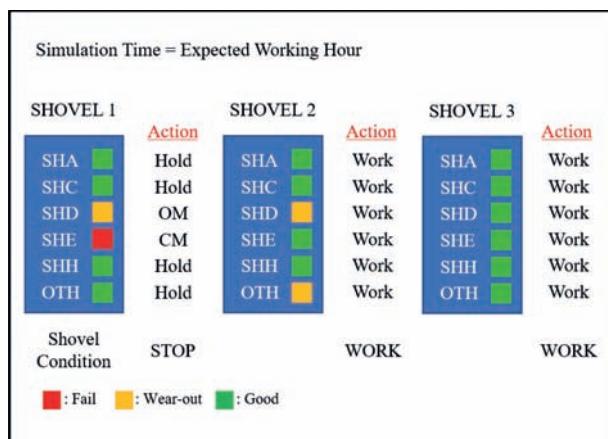 Simulation Time = Expected Working Hour
SHOVEL 1 SHOVEL 2 SHOVEL 3
Action Action Action
SHA Hold SHA Work SHA Work
SHC Hold SHC Work SHC Work
SHD OM SHD Work SHD Work
SHE CM SHE Work SHE Work
SHH Hold SHH Work SHH Work
OTH Hold OTH Work OTH Work
Shovel
Condition STOP WORK WORK
: Fail : Wear-out : Good